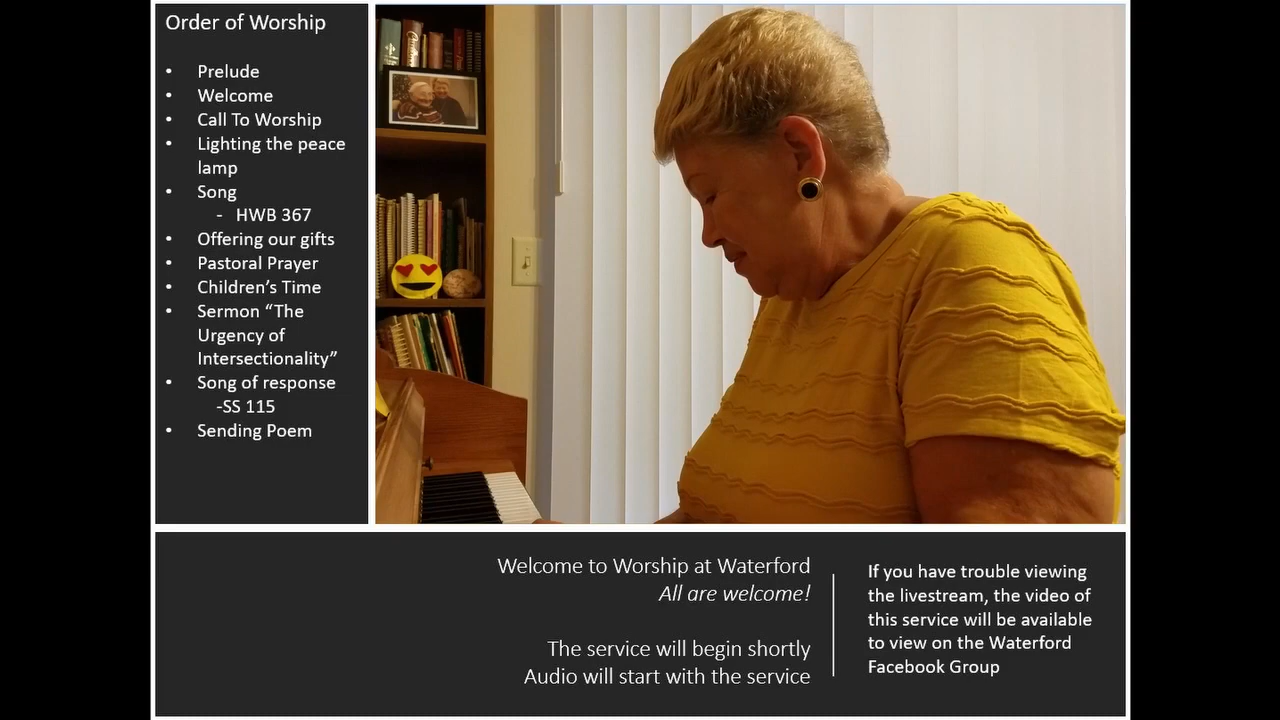 Order of Worship
• Prelude
• Welcome
• Call To Worship
• Lighting the peace
lamp
• Song
- HWB 367
• Offering our gifts
• Pastoral Prayer
• Children’s Time
• Sermon “The
Urgency of
Intersectionality”
• Song of response
-SS 115
• Sending Poem
Welcome to Worship at Waterford
All are welcome!
The service will begin shortly
Audio will start with the service
If you have trouble viewing
the livestream, the video of
this service will be available
to view on the Waterford
Facebook Group